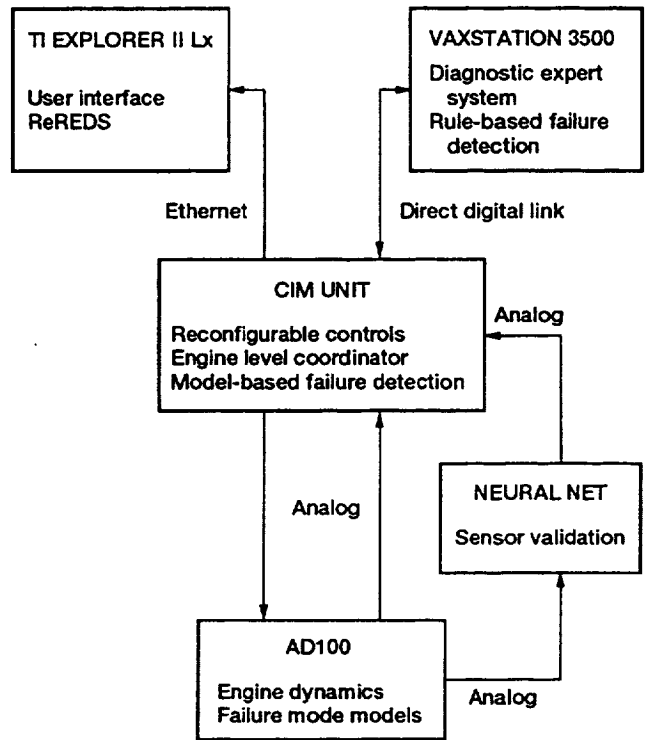 TI EXPLORER II Lx
User interface
ReREDS
VAXSTATION 3500
Diagnostic expert
system
Rule-based failure
detection
Ethernet
Direct digital link
CIM UNIT
Reconfigurable controls
Engine level coordinator
Model-based failure detection
Analog
Analog
NEURAL NET
Sensor validation
AD100
Engine dynamics
Failure mode models
Analog